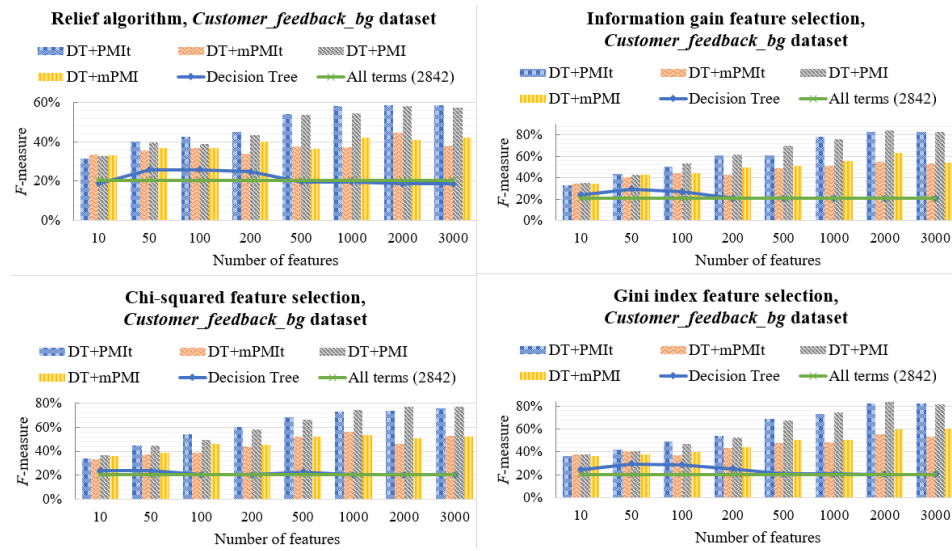 Relief algorithm, Customer_feedback_bg dataset
DT+PMIt DT+mPMIt DT+PMI
DT+mPMI Decision Tree All terms (2842)
60%
40%
20%
0%
F-measure
10 50 100 200 500 1000 2000 3000
Number of features
Information gain feature selection,
Customer_feedback_bg dataset
DT+PMIt DT+mPMIt DT+PMI
DT+mPMI Decision Tree All terms (2842)
80%
60%
40%
20%
0%
F-measure
10 50 100 200 500 1000 2000 3000
Number of features
Chi-squared feature selection,
Customer_feedback_bg dataset
DT+PMIt DT+mPMIt DT+PMI
DT+mPMI Decision Tree All terms (2842)
80%
60%
40%
20%
0%
F-measure
10 50 100 200 500 1000 2000 3000
Number of features
Gini index feature selection,
Customer_feedback_bg dataset
DT+PMIt DT+mPMIt DT+PMI
DT+mPMI Decision Tree All terms (2842)
80%
60%
40%
20%
0%
F-measure
10 50 100 200 500 1000 2000 3000
Number of features